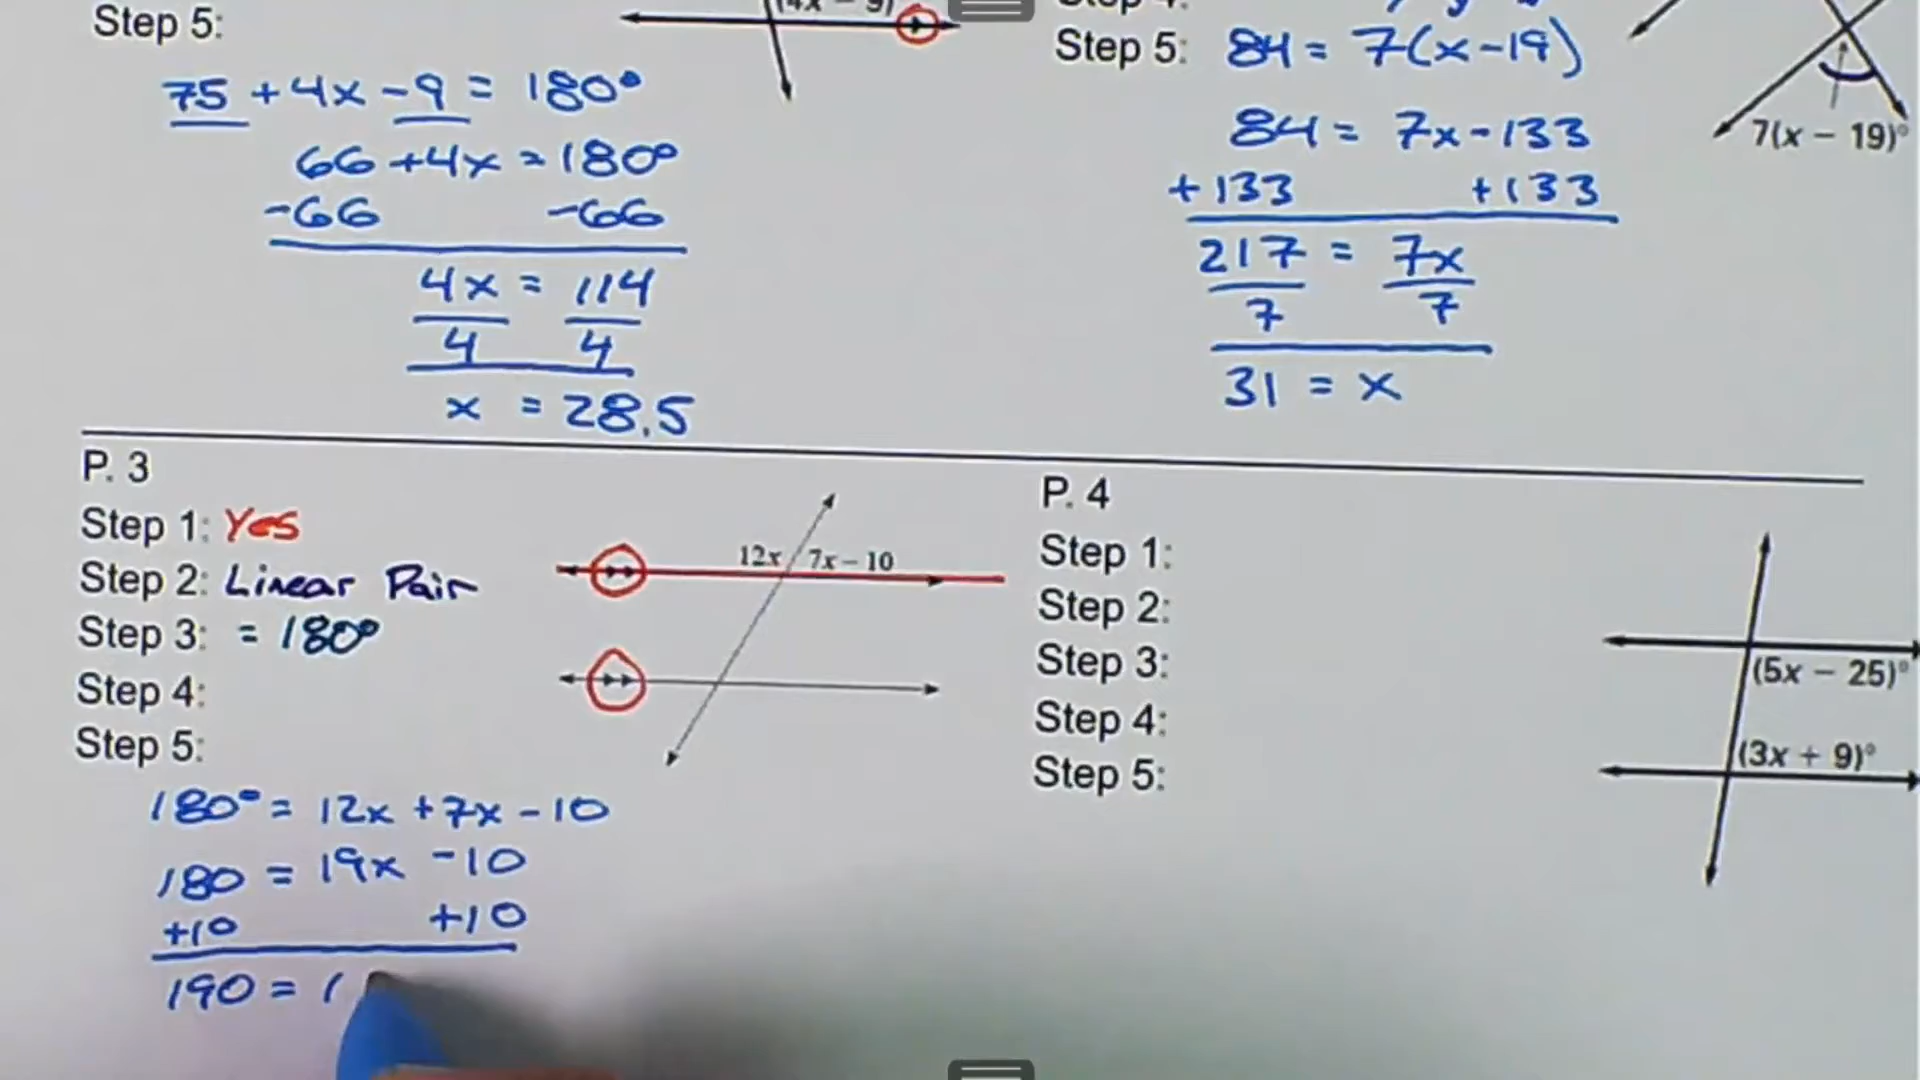 Step 5:
(4x − 9)
75 + 4x - 9 = 180°
66 + 4x = 180°
-66 -66
4x = 114
4 4
x = 28.5
Step 5: 84 = 7(x-19)
84 = 7x - 133
+133 +133
217 = 7x
7 7
31 = x
7(x − 19)°
P. 3
Step 1: Yes
Step 2: Linear Pair
Step 3: = 180°
Step 4:
Step 5:
12x 7x − 10
180° = 12x + 7x - 10
180 = 19x - 10
+10 +10
190 = 1
P. 4
Step 1:
Step 2:
Step 3:
Step 4:
Step 5:
(5x − 25)°
(3x + 9)°